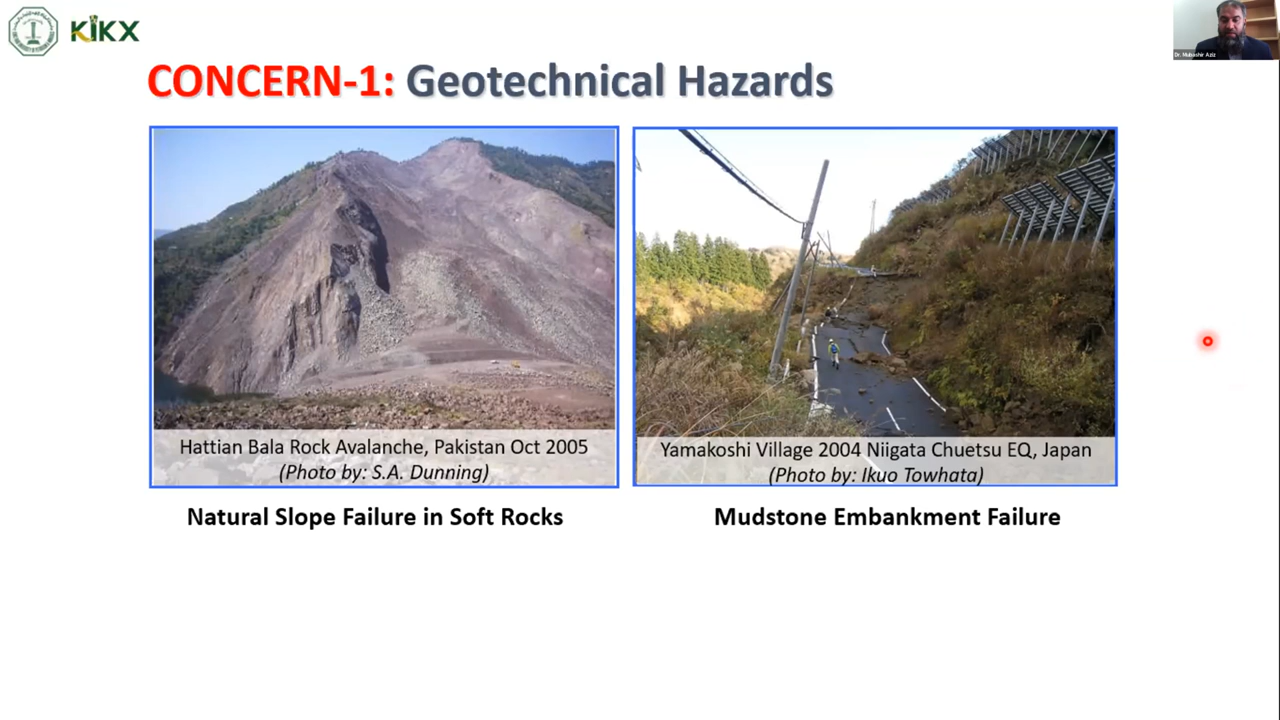 KIKX
Dr. Mubashir Aziz
CONCERN-1: Geotechnical Hazards
Hattian Bala Rock Avalanche, Pakistan Oct 2005
(Photo by: S.A. Dunning)
Yamakoshi Village 2004 Niigata Chuetsu EQ, Japan
(Photo by: Ikuo Towhata)
Natural Slope Failure in Soft Rocks
Mudstone Embankment Failure